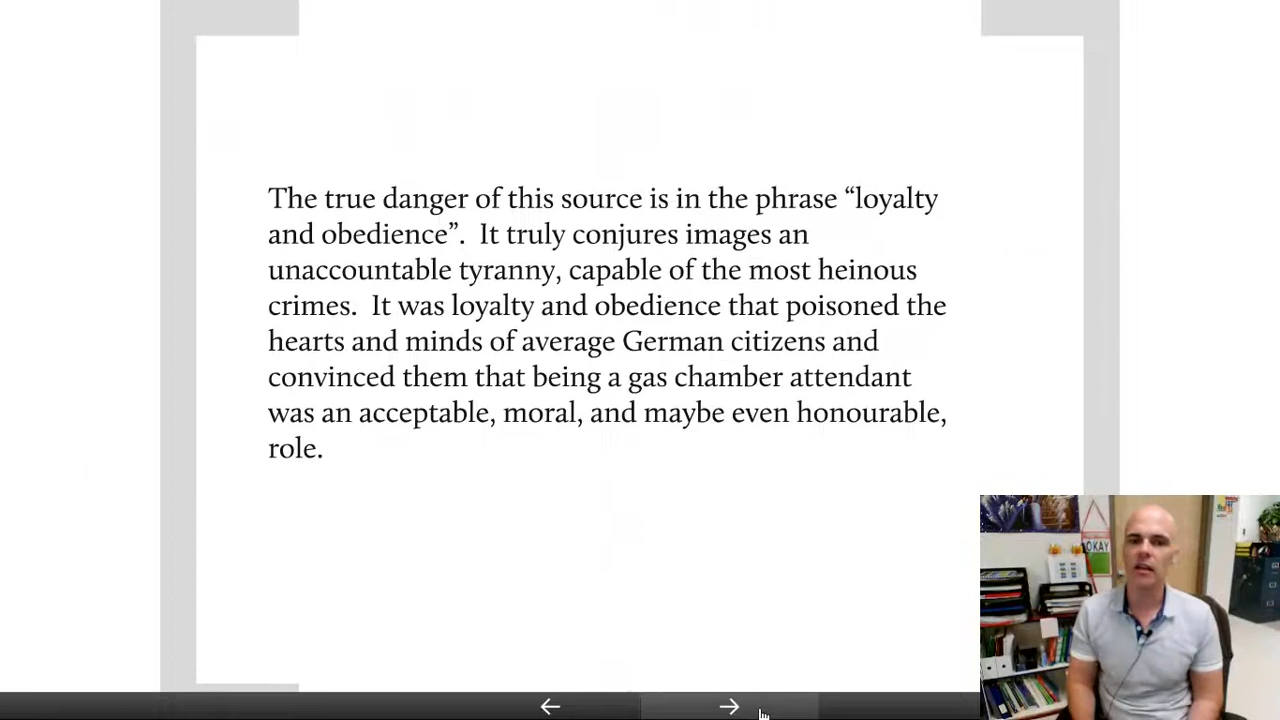 The true danger of this source is in the phrase “loyalty
and obedience”.  It truly conjures images an
unaccountable tyranny, capable of the most heinous
crimes.  It was loyalty and obedience that poisoned the
hearts and minds of average German citizens and
convinced them that being a gas chamber attendant
was an acceptable, moral, and maybe even honourable,
role.
OKAY